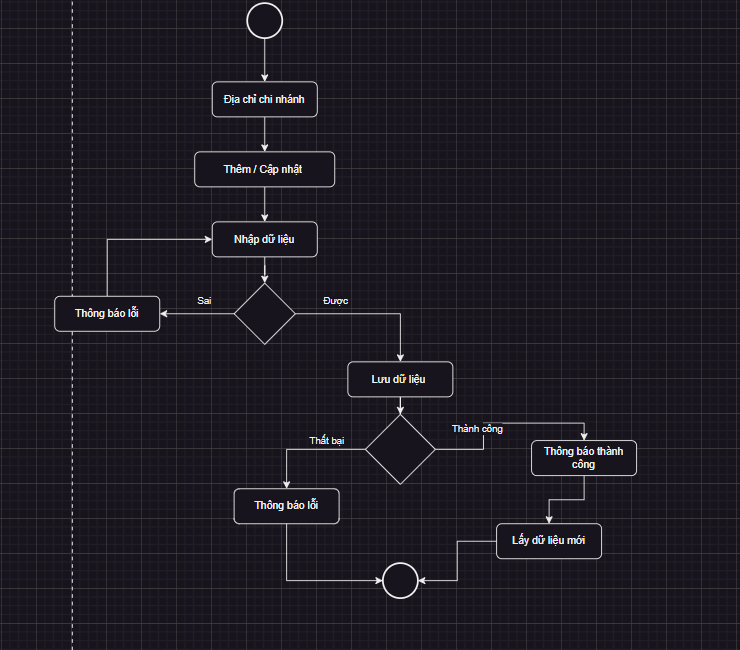 Địa chỉ chi nhánh
Thêm / Cập nhật
Nhập dữ liệu
Sai
Được
Thông báo lỗi
Lưu dữ liệu
Thành công
Thất bại
Thông báo thành
công
Thông báo lỗi
Lấy dữ liệu mới